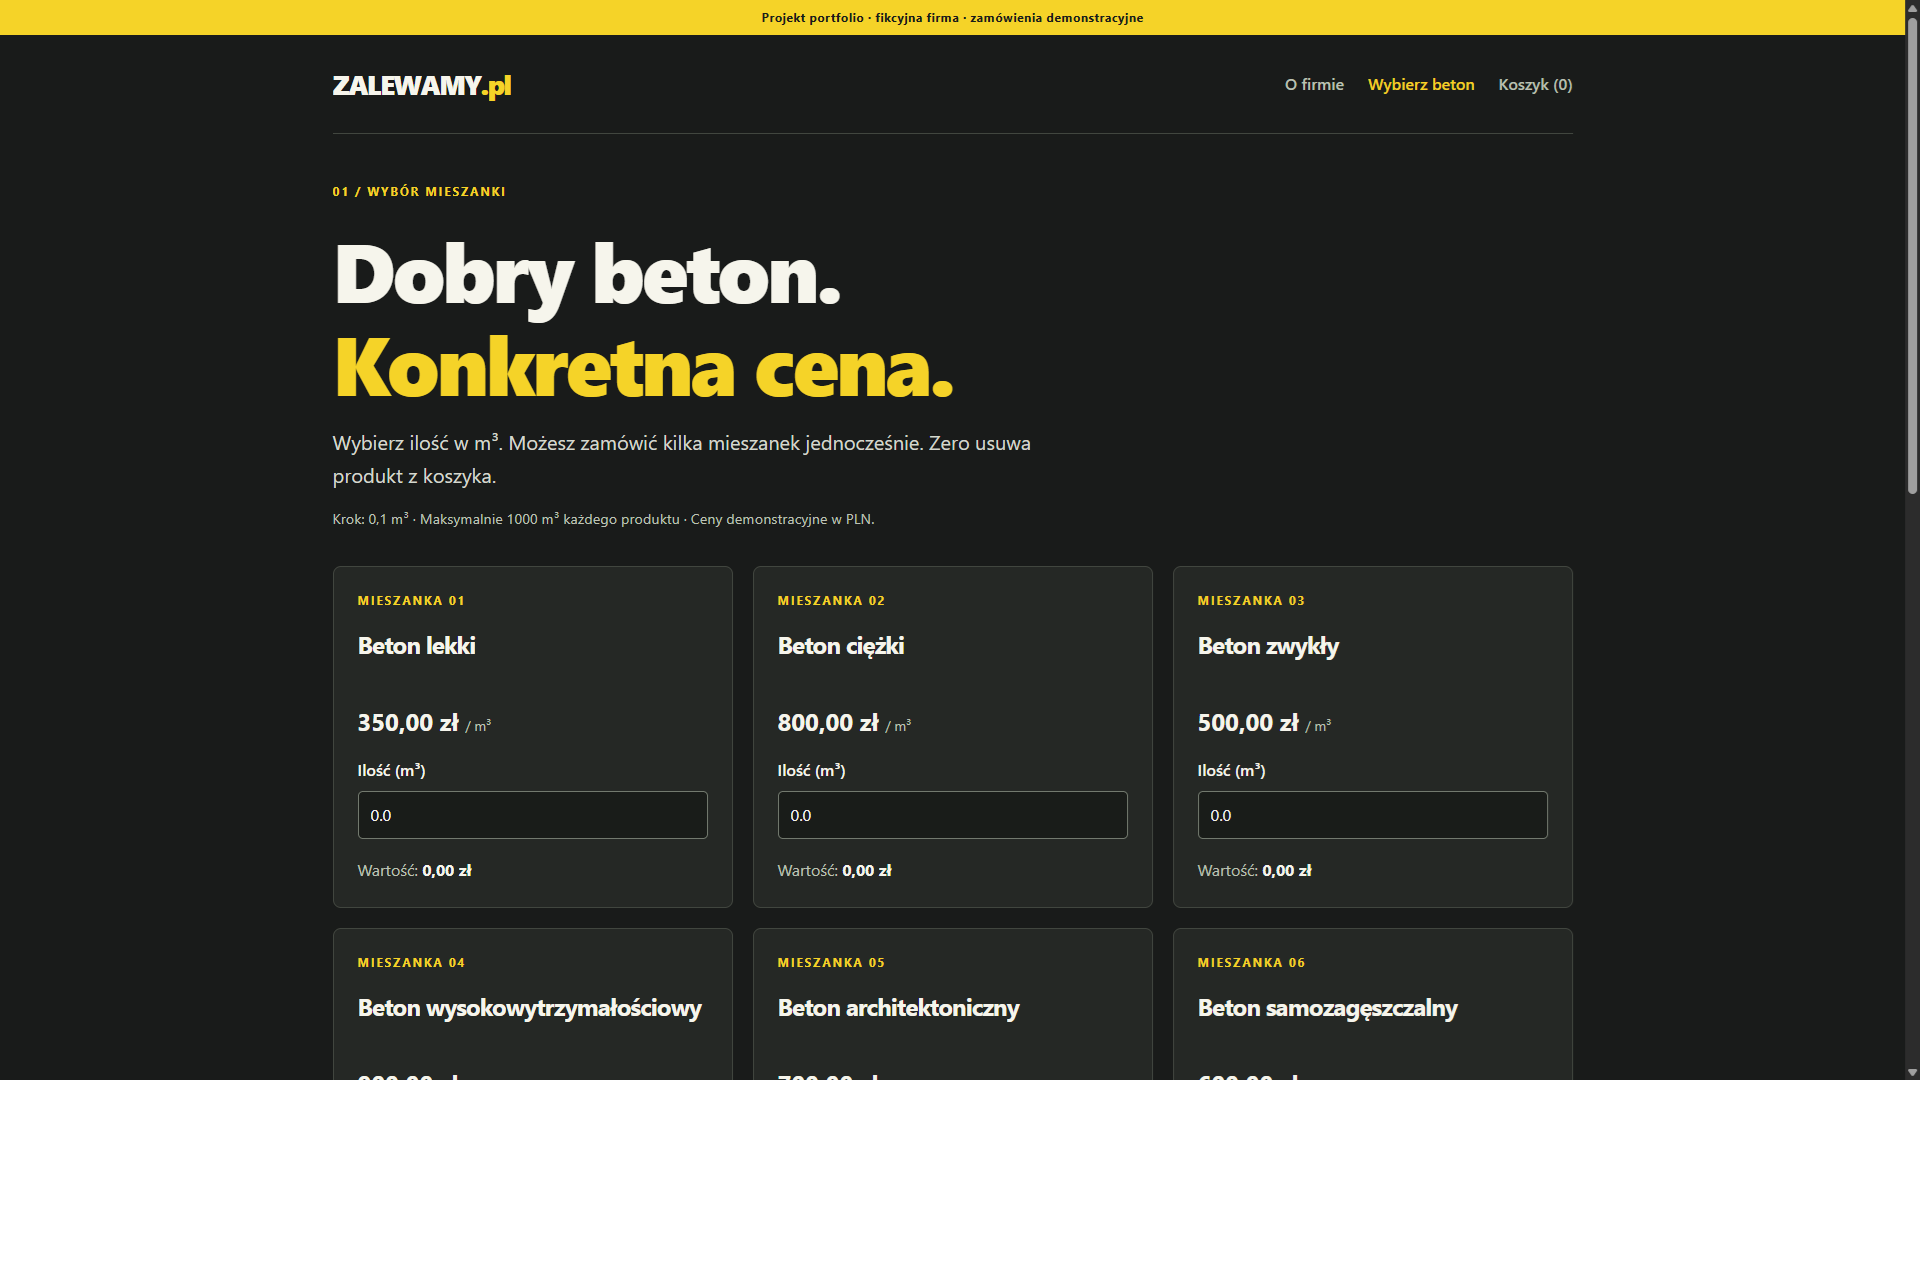 Projekt portfolio · fikcyjna firma · zamówienia demonstracyjne
ZALEWAMY.pl
O firmie
Wybierz beton
Koszyk (0)
01 / WYBÓR MIESZANKI
Dobry beton.
Konkretna cena.
Wybierz ilość w m³. Możesz zamówić kilka mieszanek jednocześnie. Zero usuwa
produkt z koszyka.
Krok: 0,1 m³ · Maksymalnie 1000 m³ każdego produktu · Ceny demonstracyjne w PLN.
MIESZANKA 01
Beton lekki
350,00 zł / m³
Ilość (m³)
0.0
Wartość: 0,00 zł
MIESZANKA 02
Beton ciężki
800,00 zł / m³
Ilość (m³)
0.0
Wartość: 0,00 zł
MIESZANKA 03
Beton zwykły
500,00 zł / m³
Ilość (m³)
0.0
Wartość: 0,00 zł
MIESZANKA 04
Beton wysokowytrzymałościowy
MIESZANKA 05
Beton architektoniczny
MIESZANKA 06
Beton samozagęszczalny